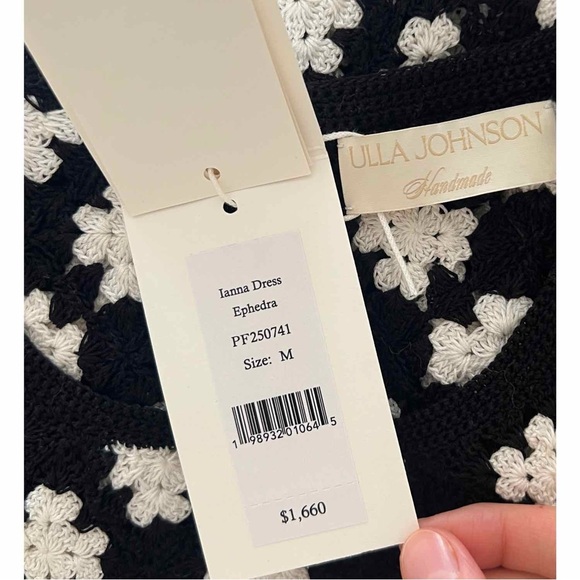 ULLA JOHNSON
Handmade
Ianna Dress
Ephedra
PF250741
Size: M
1 98932 01064 5
$1,660